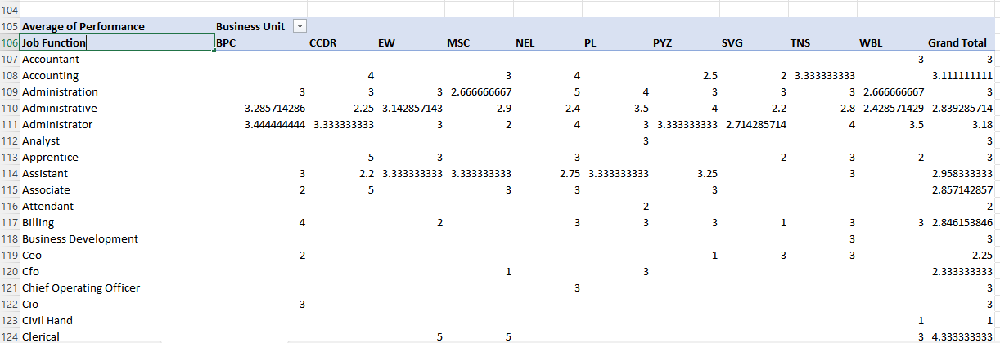 104
105 Average of Performance Business Unit
106 Job Function BPC CCDR EW MSC NEL PL PYZ SVG TNS WBL Grand Total
107 Accountant 3 3
108 Accounting 4 3 4 2.5 2 3.333333333 3.111111111
109 Administration 3 3 3 2.666666667 5 4 3 3 3 2.666666667 3
110 Administrative 3.285714286 2.25 3.142857143 2.9 2.4 3.5 4 2.2 2.8 2.428571429 2.839285714
111 Administrator 3.444444444 3.333333333 3 2 4 3 3.333333333 2.714285714 4 3.5 3.18
112 Analyst 3 3
113 Apprentice 5 3 3 2 3 2 3
114 Assistant 3 2.2 3.333333333 3.333333333 2.75 3.333333333 3.25 3 2.958333333
115 Associate 2 5 3 3 3 2.857142857
116 Attendant 2 2
117 Billing 4 2 3 3 3 1 3 3 2.846153846
118 Business Development 3 3
119 Ceo 2 1 3 3 2.25
120 Cfo 1 3 2.333333333
121 Chief Operating Officer 3 3
122 Cio 3 3
123 Civil Hand 1 1
124 Clerical 5 5 3 4.333333333